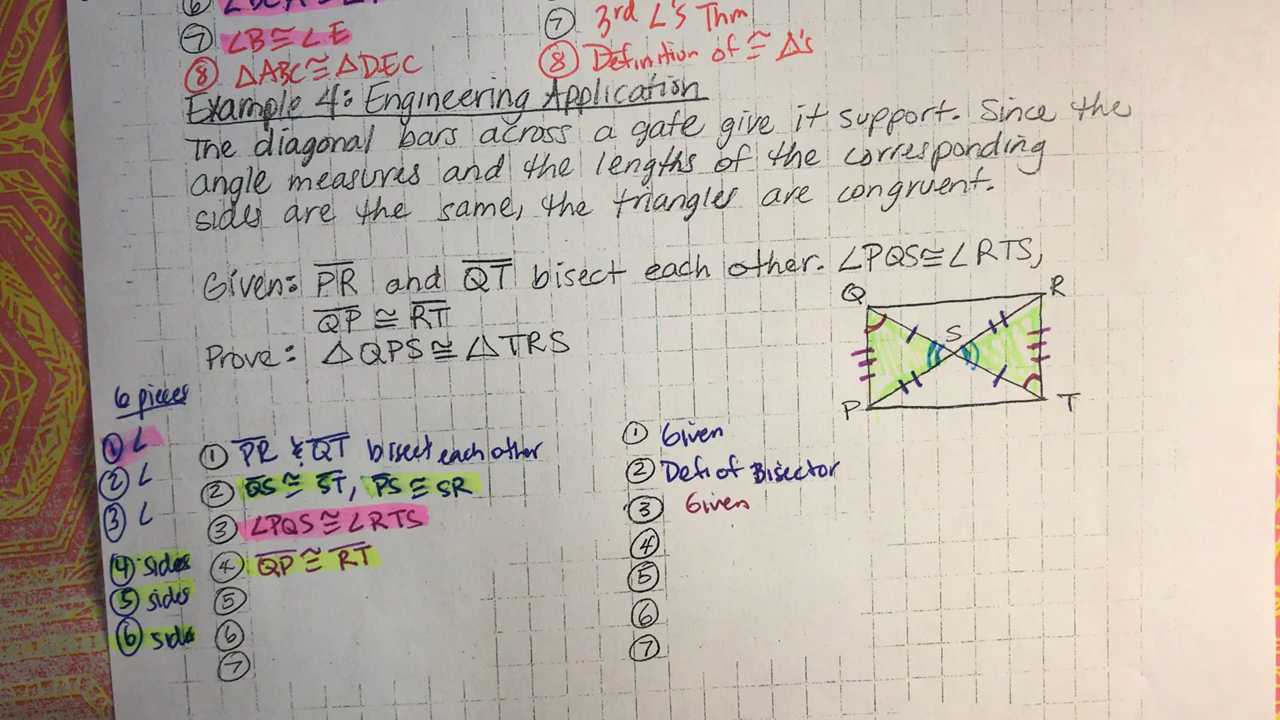 ⑥
⑦ ∠B ≅ ∠E
⑦ 3rd ∠'s Thm
⑧ △ABC ≅ △DEC
⑧ Definition of ≅ △'s
Example 4: Engineering Application
The diagonal bars across a gate give it support. Since the
angle measures and the lengths of the corresponding
sides are the same, the triangles are congruent.
Given: PR and QT bisect each other. ∠PQS ≅ ∠RTS,
QP ≅ RT
Prove: △QPS ≅ △TRS
Q R
S
P T
6 pieces
① ∠
② ∠
③ ∠
④ sides
⑤ sides
⑥ side
① PR & QT bisect each other
② QS ≅ ST, PS ≅ SR
③ ∠PQS ≅ ∠RTS
④ QP ≅ RT
⑤
⑥
⑦
① Given
② Def. of Bisector
③ Given
④
⑤
⑥
⑦